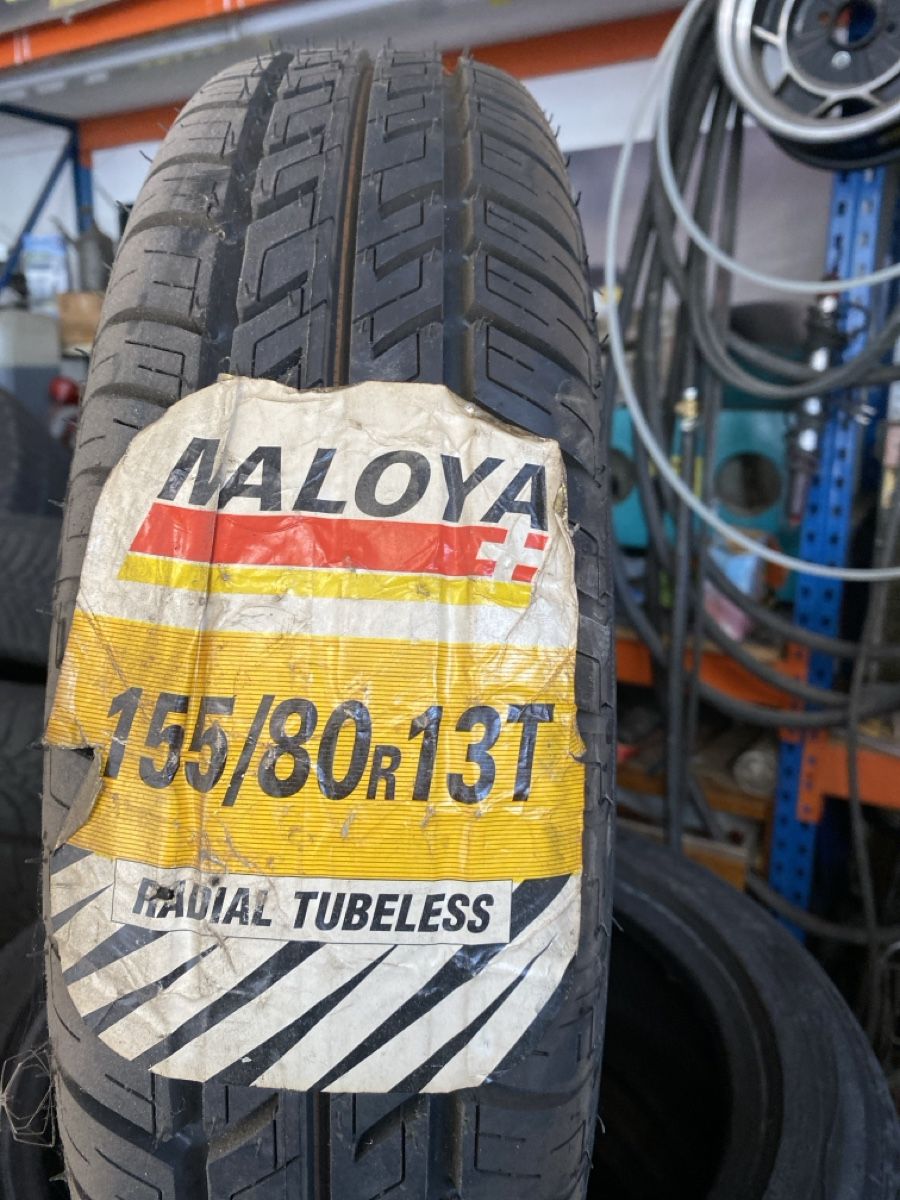 MALOYA
155/80R13T
RADIAL TUBELESS